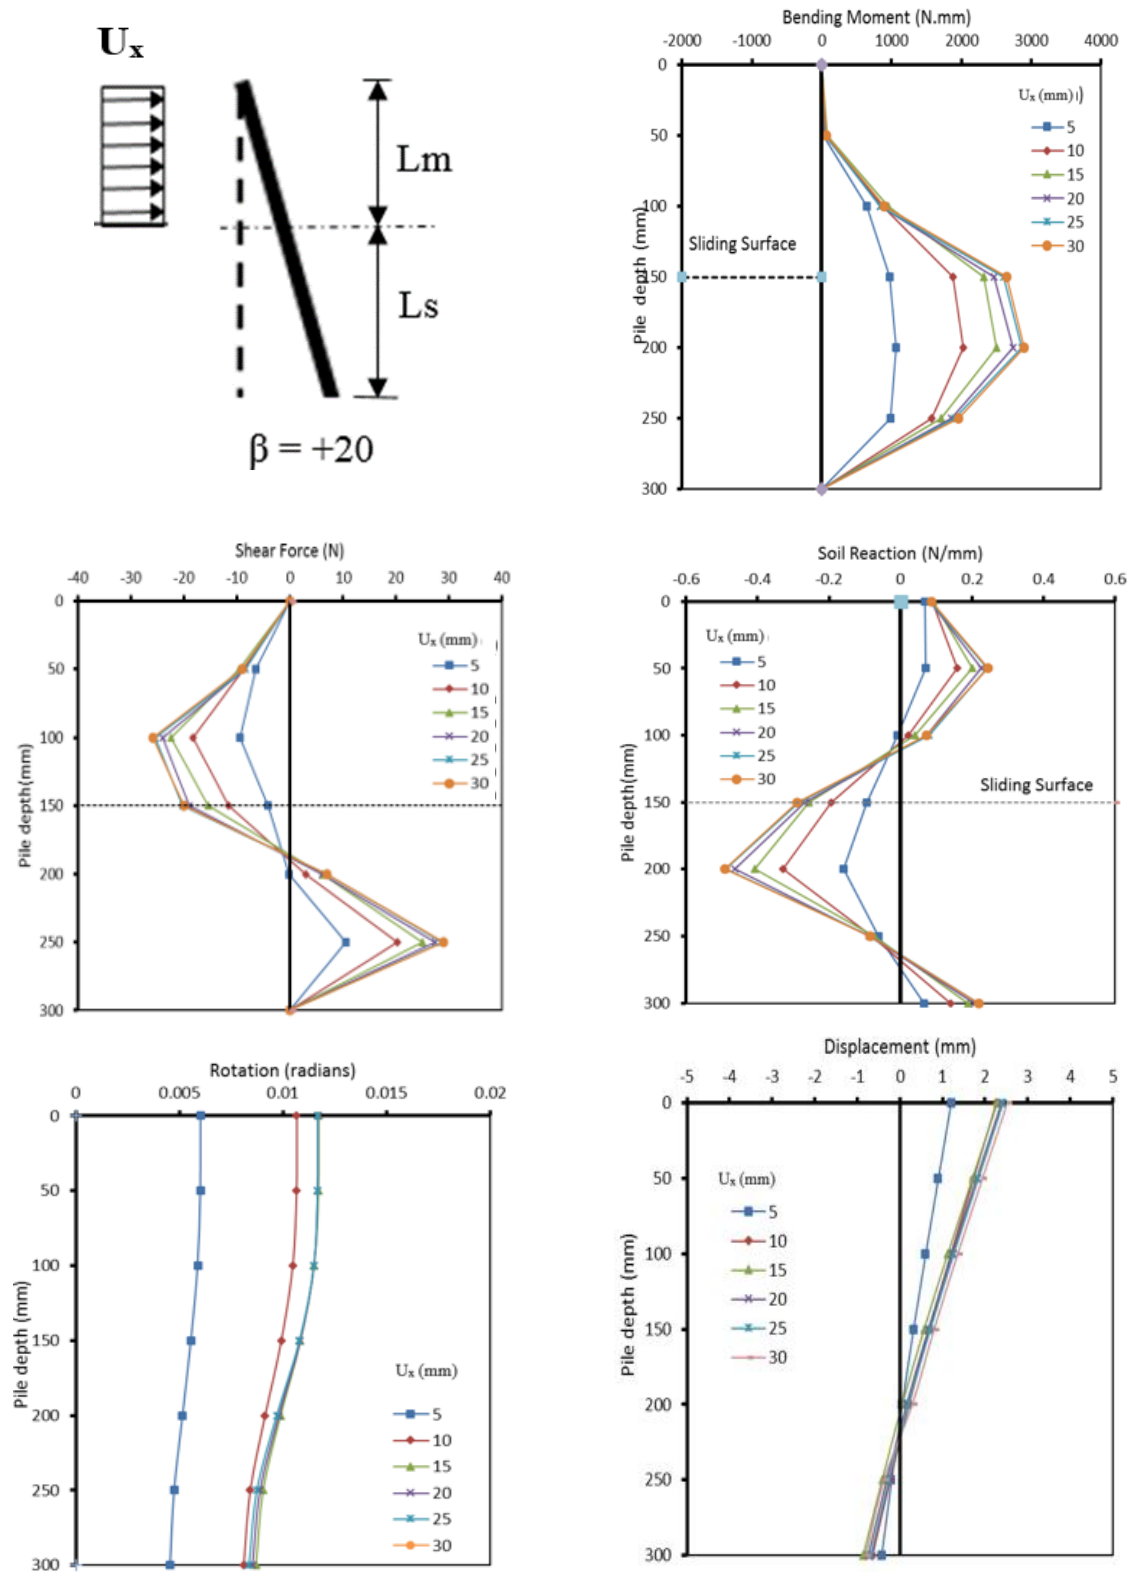 Uₓ
Lm
Ls
β = +20
Bending Moment (N.mm)
-2000 -1000 0 1000 2000 3000 4000
0
50
100
150
200
250
300
Pile depth (mm)
Sliding Surface
Uₓ (mm)
5
10
15
20
25
30
Shear Force (N)
-40 -30 -20 -10 0 10 20 30 40
0
50
100
150
200
250
300
Pile depth(mm)
Uₓ (mm)
5
10
15
20
25
30
Soil Reaction (N/mm)
-0.6 -0.4 -0.2 0 0.2 0.4 0.6
0
50
100
150
200
250
300
Pile depth(mm)
Uₓ (mm)
5
10
15
20
25
30
Sliding Surface
Rotation (radians)
0 0.005 0.01 0.015 0.02
0
50
100
150
200
250
300
Pile depth (mm)
Uₓ (mm)
5
10
15
20
25
30
Displacement (mm)
-5 -4 -3 -2 -1 0 1 2 3 4 5
0
50
100
150
200
250
300
Pile depth (mm)
Uₓ (mm)
5
10
15
20
25
30